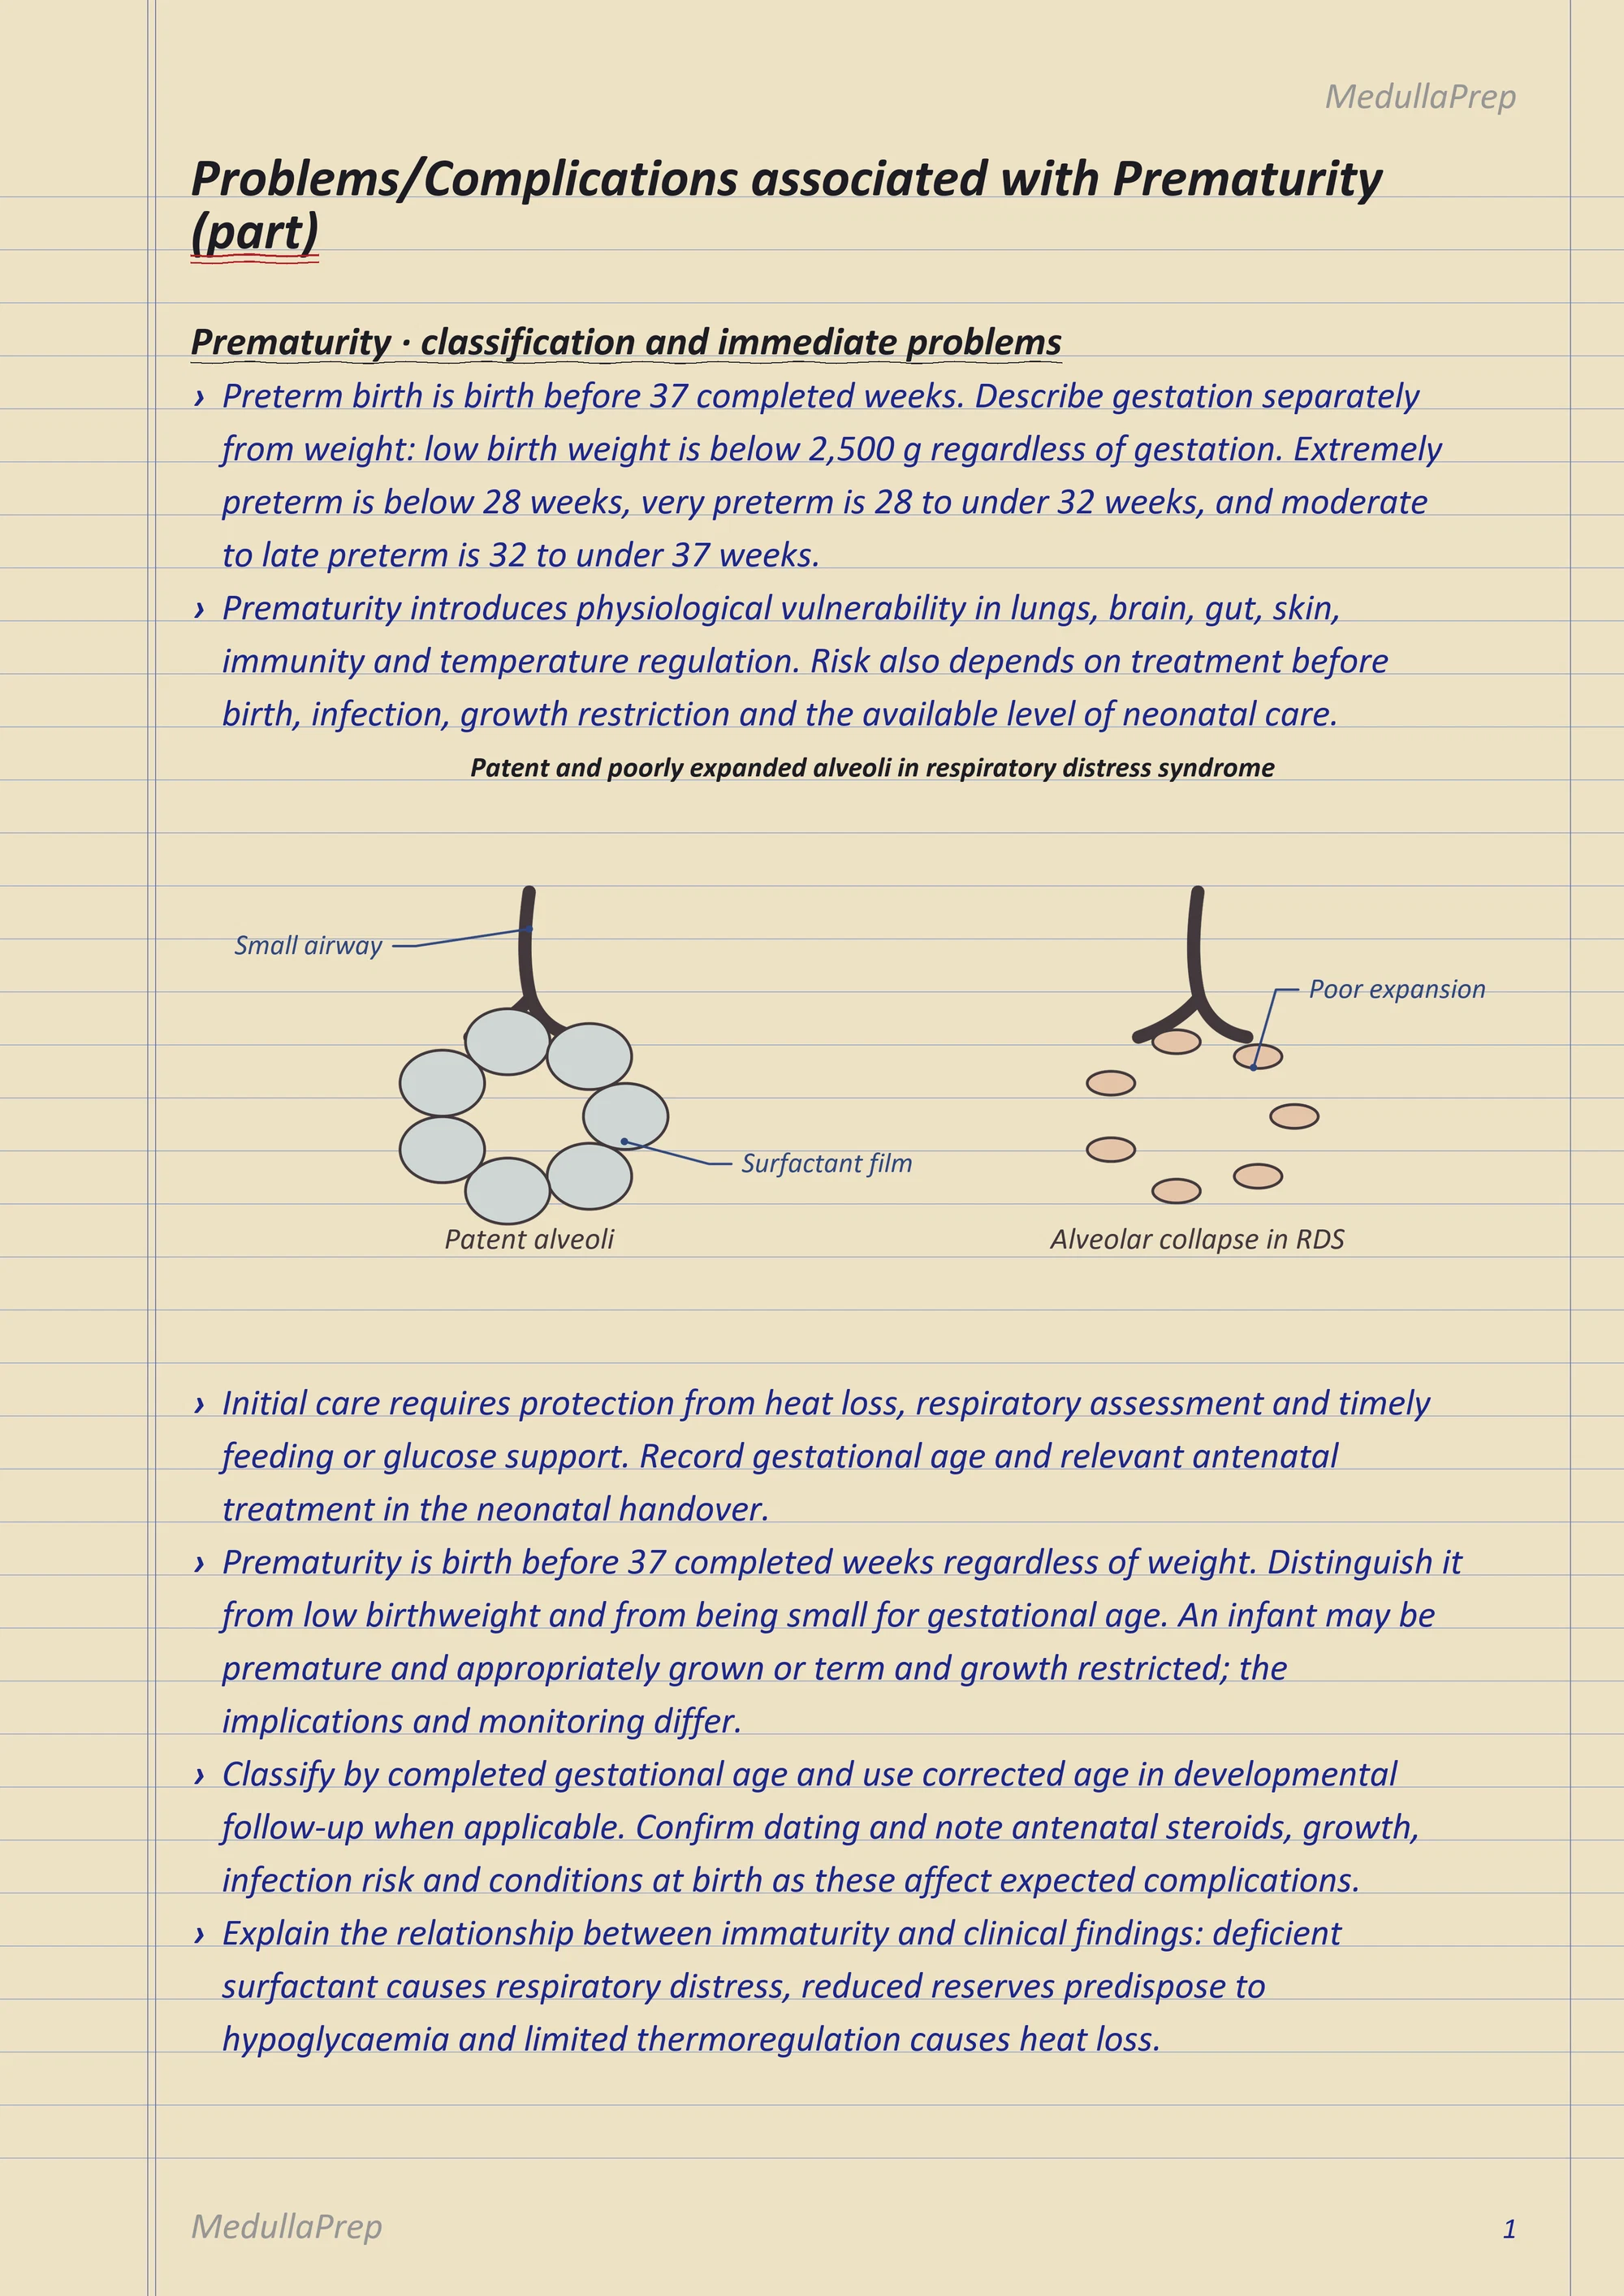 MedullaPrep
Problems/Complications associated with Prematurity
(part)
Prematurity · classification and immediate problems
› Preterm birth is birth before 37 completed weeks. Describe gestation separately
from weight: low birth weight is below 2,500 g regardless of gestation. Extremely
preterm is below 28 weeks, very preterm is 28 to under 32 weeks, and moderate
to late preterm is 32 to under 37 weeks.
› Prematurity introduces physiological vulnerability in lungs, brain, gut, skin,
immunity and temperature regulation. Risk also depends on treatment before
birth, infection, growth restriction and the available level of neonatal care.
Patent and poorly expanded alveoli in respiratory distress syndrome
Small airway
Poor expansion
Surfactant film
Patent alveoli
Alveolar collapse in RDS
› Initial care requires protection from heat loss, respiratory assessment and timely
feeding or glucose support. Record gestational age and relevant antenatal
treatment in the neonatal handover.
› Prematurity is birth before 37 completed weeks regardless of weight. Distinguish it
from low birthweight and from being small for gestational age. An infant may be
premature and appropriately grown or term and growth restricted; the
implications and monitoring differ.
› Classify by completed gestational age and use corrected age in developmental
follow-up when applicable. Confirm dating and note antenatal steroids, growth,
infection risk and conditions at birth as these affect expected complications.
› Explain the relationship between immaturity and clinical findings: deficient
surfactant causes respiratory distress, reduced reserves predispose to
hypoglycaemia and limited thermoregulation causes heat loss.
MedullaPrep
1